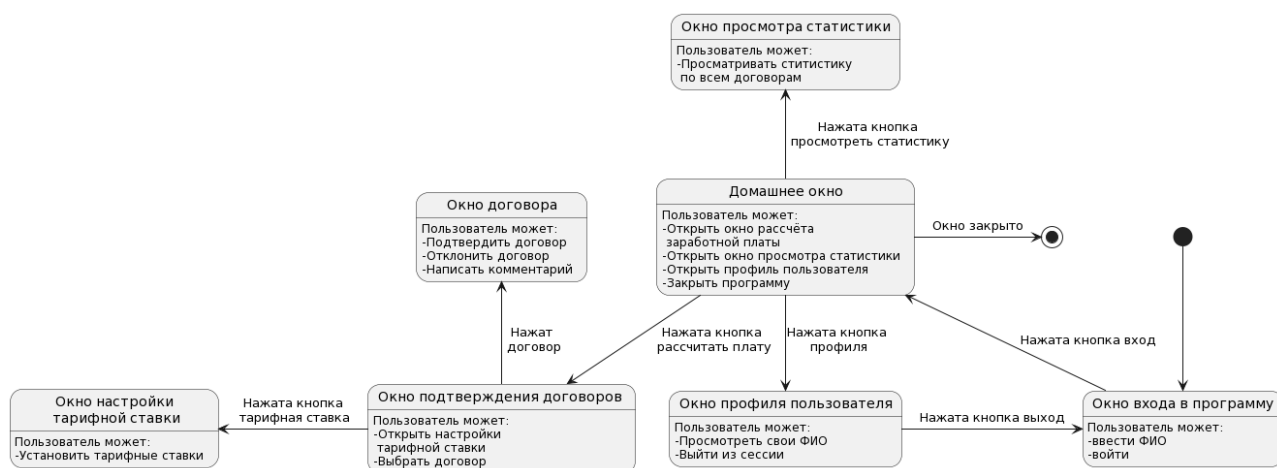 Окно просмотра статистики
Пользователь может:
-Просматривать ститистику
по всем договорам
Нажата кнопка
просмотреть статистику
Домашнее окно
Пользователь может:
-Открыть окно рассчёта
заработной платы
-Открыть окно просмотра статистики
-Открыть профиль пользователя
-Закрыть программу
Окно закрыто
Окно договора
Пользователь может:
-Подтвердить договор
-Отклонить договор
-Написать комментарий
Нажат
договор
Нажата кнопка
рассчитать плату
Нажата кнопка
профиля
Нажата кнопка вход
Окно настройки
тарифной ставки
Пользователь может:
-Установить тарифные ставки
Нажата кнопка
тарифная ставка
Окно подтверждения договоров
Пользователь может:
-Открыть настройки
тарифной ставки
-Выбрать договор
Окно профиля пользователя
Пользователь может:
-Просмотреть свои ФИО
-Выйти из сессии
Нажата кнопка выход
Окно входа в программу
Пользователь может:
-ввести ФИО
-войти